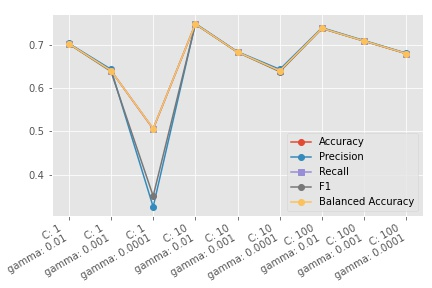 0.7
0.6
0.5
0.4
Accuracy
Precision
Recall
F1
Balanced Accuracy
C: 1
gamma: 0.01
C: 1
gamma: 0.001
C: 1
gamma: 0.0001
C: 10
gamma: 0.01
C: 10
gamma: 0.001
C: 10
gamma: 0.0001
C: 100
gamma: 0.01
C: 100
gamma: 0.001
C: 100
gamma: 0.0001